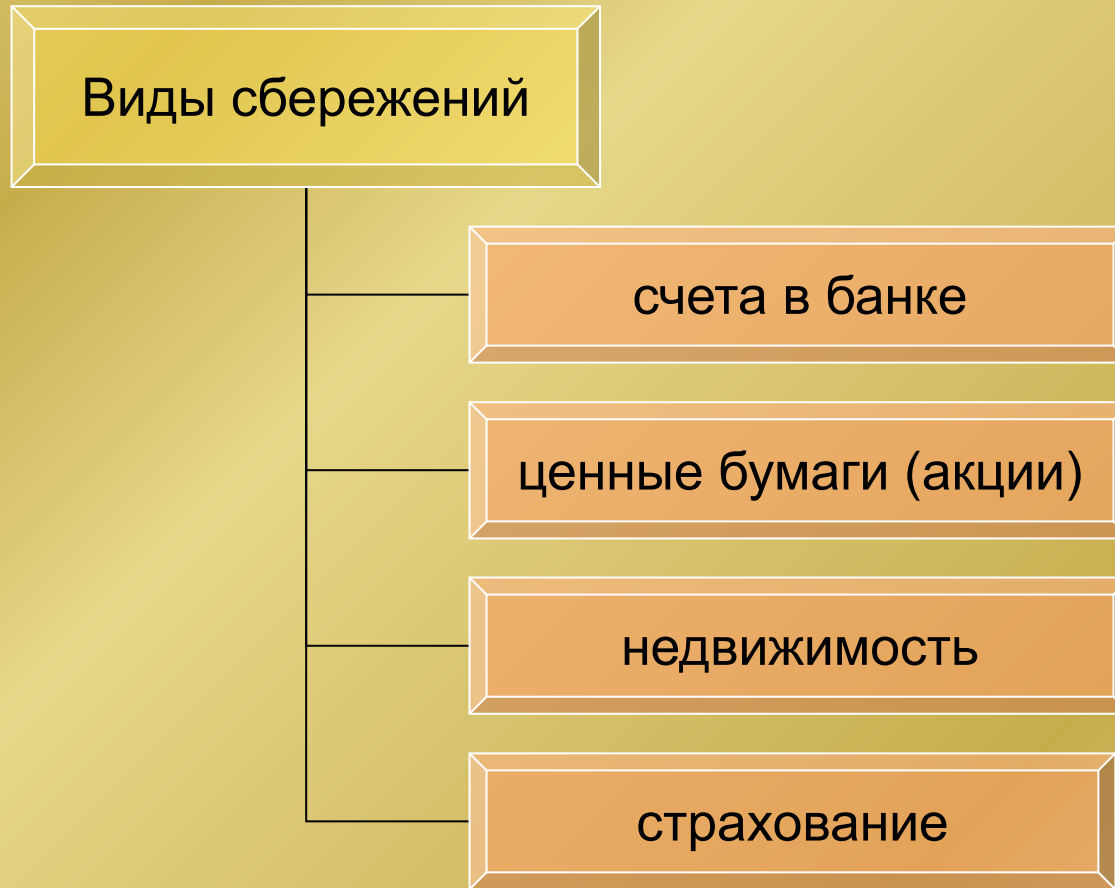 Виды сбережений
счета в банке
ценные бумаги (акции)
недвижимость
страхование